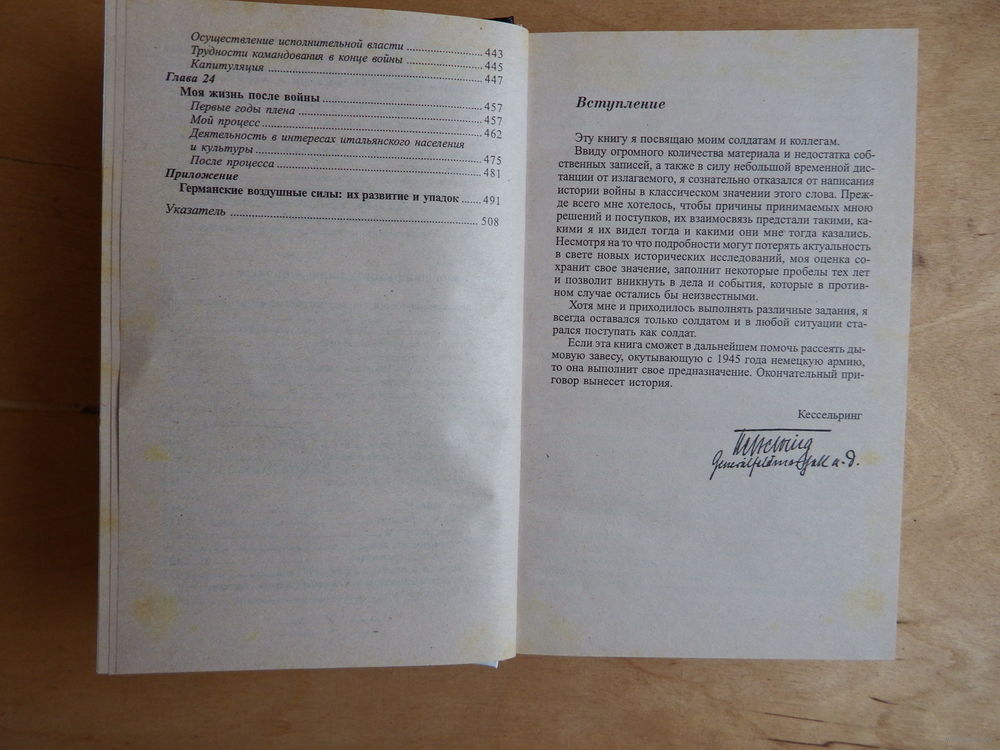 Осуществление исполнительной власти ..................... 443
Трудности командования в конце войны ..................... 445
Капитуляция ..................... 447
Глава 24
Моя жизнь после войны ..................... 457
Первые годы плена ..................... 457
Мой процесс ..................... 462
Деятельность в интересах итальянского населения
и культуры ..................... 475
После процесса ..................... 481
Приложение
Германские воздушные силы: их развитие и упадок ...... 491
Указатель ..................... 508
Вступление
Эту книгу я посвящаю моим солдатам и коллегам.
Ввиду огромного количества материала и недостатка соб-
ственных записей, а также в силу небольшой временной дис-
танции от излагаемого, я сознательно отказался от написания
истории войны в классическом значении этого слова. Преж-
де всего мне хотелось, чтобы причины принимаемых мною
решений и поступков, их взаимосвязь предстали такими, ка-
кими я их видел тогда и какими они мне тогда казались.
Несмотря на то что подробности могут потерять актуальность
в свете новых исторических исследований, моя оценка со-
хранит свое значение, заполнит некоторые пробелы тех лет
и позволит вникнуть в дела и события, которые в против-
ном случае остались бы неизвестными.
Хотя мне и приходилось выполнять различные задания, я
всегда оставался только солдатом и в любой ситуации ста-
рался поступать как солдат.
Если эта книга сможет в дальнейшем помочь рассеять ды-
мовую завесу, окутывающую с 1945 года немецкую армию,
то она выполнит свое предназначение. Окончательный при-
говор вынесет история.
Кессельринг
Kesselring
Generalfeldmarschall a.D.